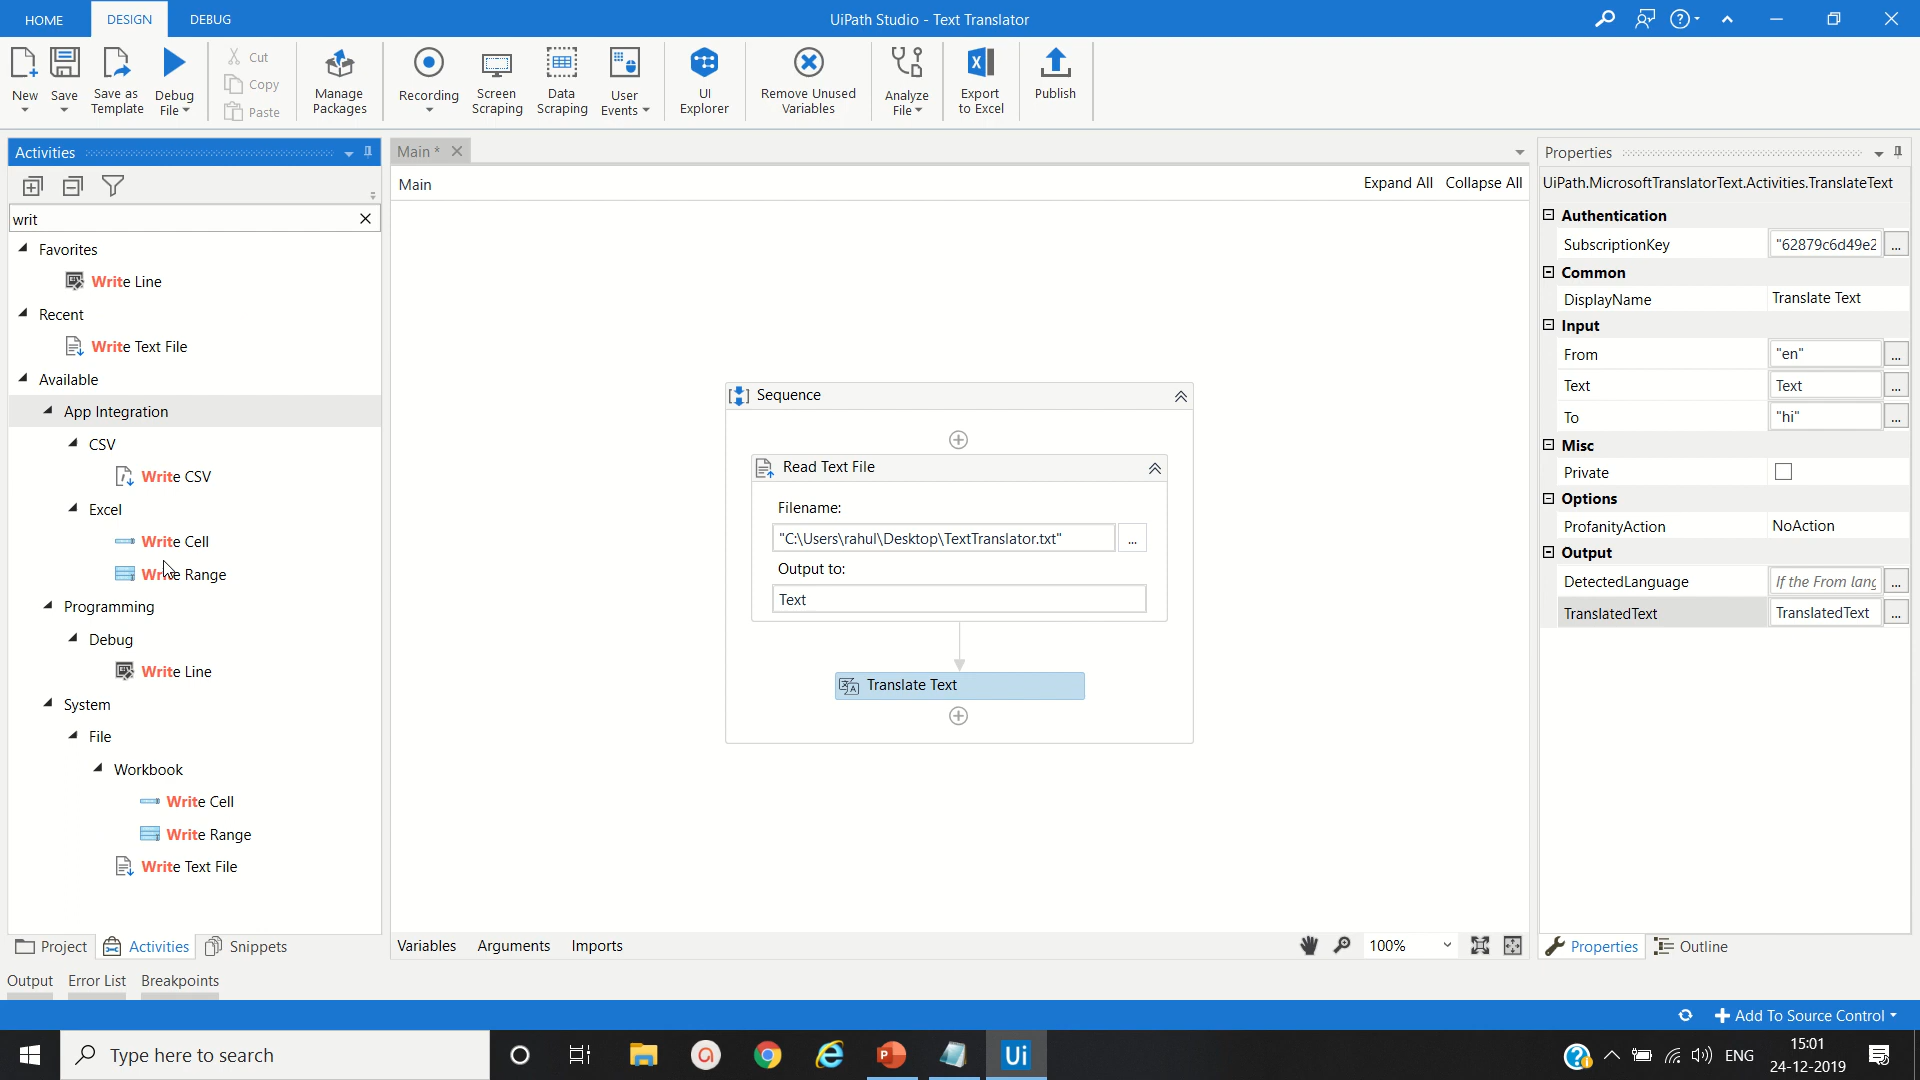 HOME DESIGN DEBUG
UiPath Studio - Text Translator
New
Save
Save as
Template
Debug
File
Cut
Copy
Paste
Manage
Packages
Recording
Screen
Scraping
Data
Scraping
User
Events
UI
Explorer
Remove Unused
Variables
Analyze
File
Export
to Excel
Publish
Activities
writ
Favorites
Write Line
Recent
Write Text File
Available
App Integration
CSV
Write CSV
Excel
Write Cell
Write Range
Programming
Debug
Write Line
System
File
Workbook
Write Cell
Write Range
Write Text File
Project Activities Snippets
Output Error List Breakpoints
Main *
Main
Expand All Collapse All
Sequence
Read Text File
Filename:
"C:\Users\rahul\Desktop\TextTranslator.txt"
...
Output to:
Text
Translate Text
Variables Arguments Imports
100%
Properties
UiPath.MicrosoftTranslatorText.Activities.TranslateText
Authentication
SubscriptionKey "62879c6d49e2 ...
Common
DisplayName Translate Text
Input
From "en" ...
Text Text ...
To "hi" ...
Misc
Private
Options
ProfanityAction NoAction
Output
DetectedLanguage If the From lang ...
TranslatedText TranslatedText ...
Properties Outline
Add To Source Control
Type here to search
Ui
ENG
15:01
24-12-2019